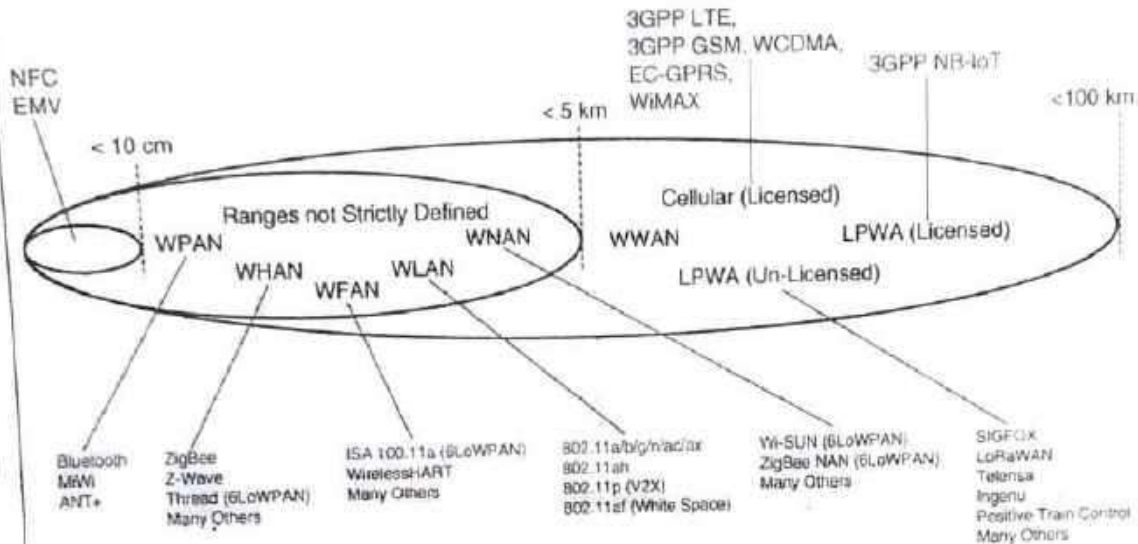 3GPP LTE,
3GPP GSM, WCDMA,
EC-GPRS,
WiMAX
3GPP NB-IoT
NFC
EMV
< 10 cm
< 5 km
<100 km
Ranges not Strictly Defined
WPAN
WHAN
WFAN
WLAN
WNAN
WWAN
Cellular (Licensed)
LPWA (Licensed)
LPWA (Un-Licensed)
Bluetooth
MiWi
ANT+
ZigBee
Z-Wave
Thread (6LoWPAN)
Many Others
ISA 100.11a (6LoWPAN)
WirelessHART
Many Others
802.11a/b/g/n/ac/ax
802.11ah
802.11p (V2X)
802.11af (White Space)
Wi-SUN (6LoWPAN)
ZigBee NAN (6LoWPAN)
Many Others
SIGFOX
LoRaWAN
Telensa
Ingenu
Positive Train Control
Many Others